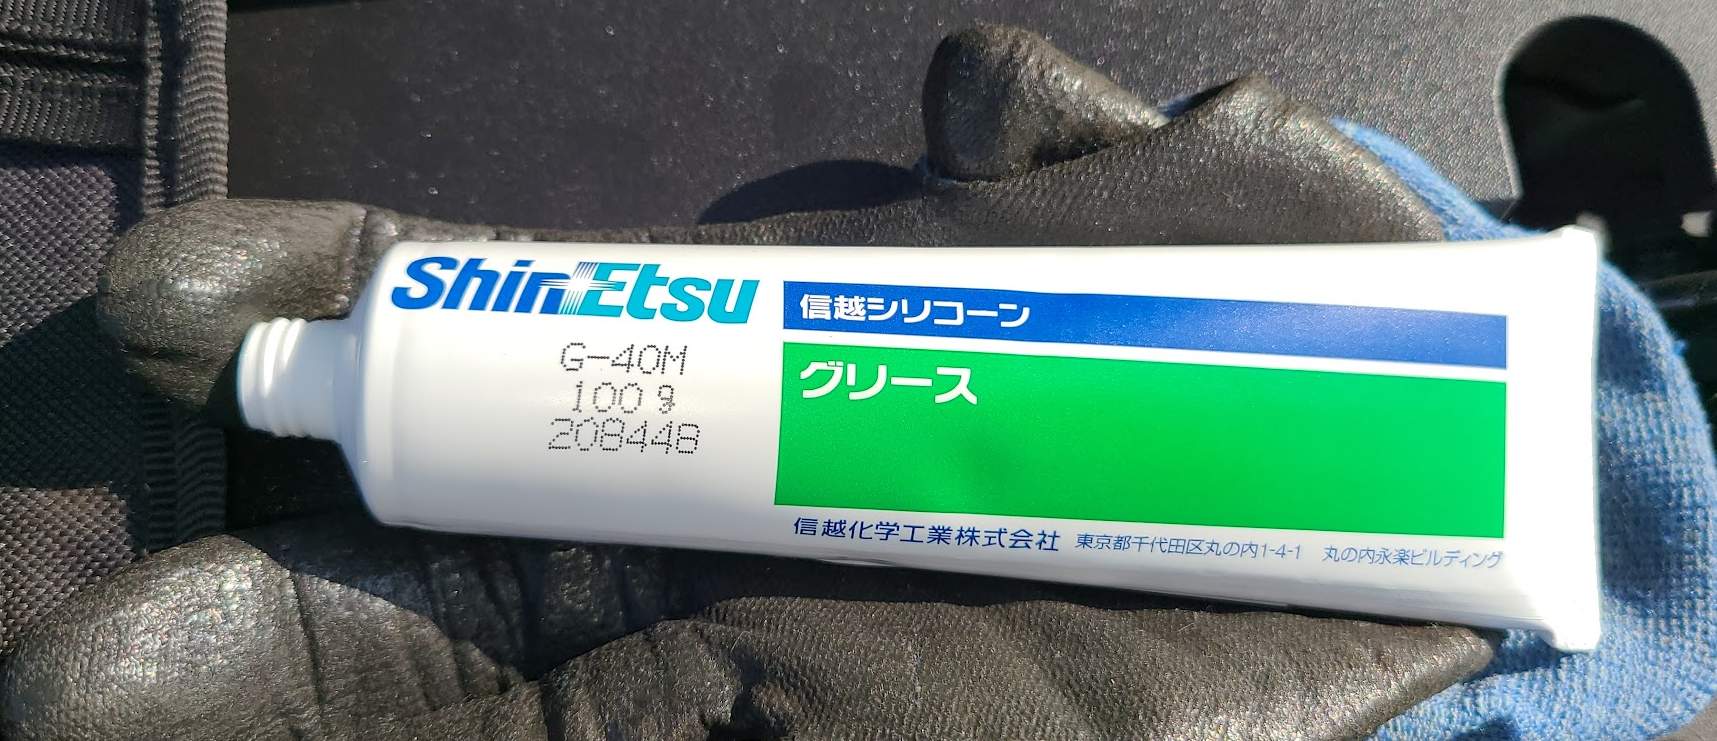 Shin-Etsu
G-40M
100g
208448
信越シリコーン
グリース
信越化学工業株式会社 東京都千代田区丸の内1-4-1 丸の内永楽ビルディング